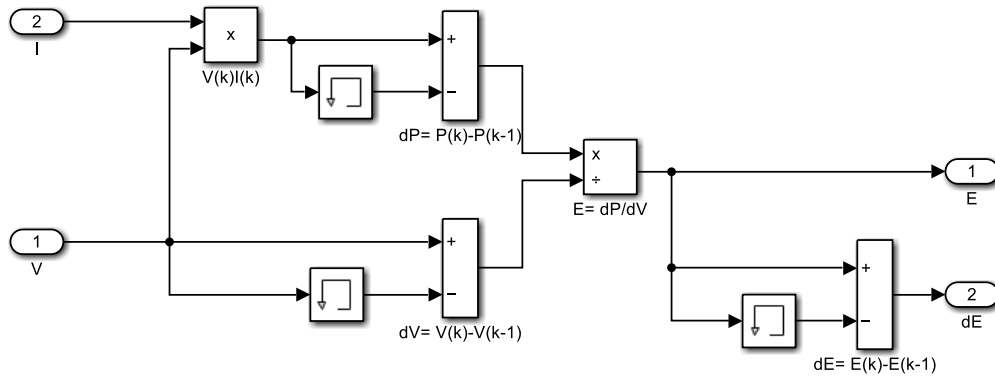 2
I
x
V(k)I(k)
+
−
dP= P(k)-P(k-1)
x
÷
E= dP/dV
1
E
1
V
+
−
dV= V(k)-V(k-1)
+
−
dE= E(k)-E(k-1)
2
dE